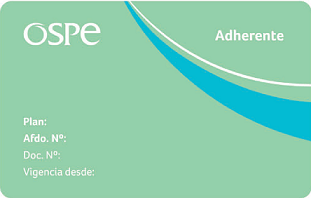 OSPe
Adherente
Plan:
Afdo. Nº:
Doc. Nº:
Vigencia desde: